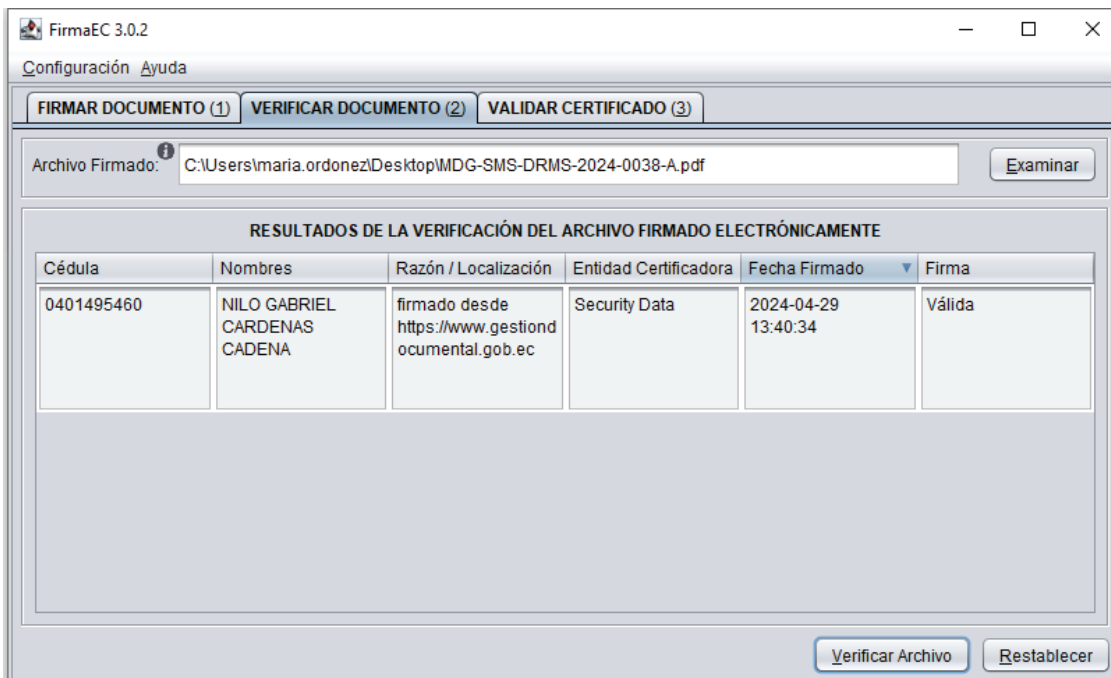 FirmaEC 3.0.2
Configuración Ayuda
FIRMAR DOCUMENTO (1) VERIFICAR DOCUMENTO (2) VALIDAR CERTIFICADO (3)
Archivo Firmado: C:\Users\maria.ordonez\Desktop\MDG-SMS-DRMS-2024-0038-A.pdf Examinar
RESULTADOS DE LA VERIFICACIÓN DEL ARCHIVO FIRMADO ELECTRÓNICAMENTE
Cédula Nombres Razón / Localización Entidad Certificadora Fecha Firmado Firma
0401495460 NILO GABRIEL firmado desde Security Data 2024-04-29 Válida
CARDENAS https://www.gestiond 13:40:34
CADENA ocumental.gob.ec
Verificar Archivo Restablecer